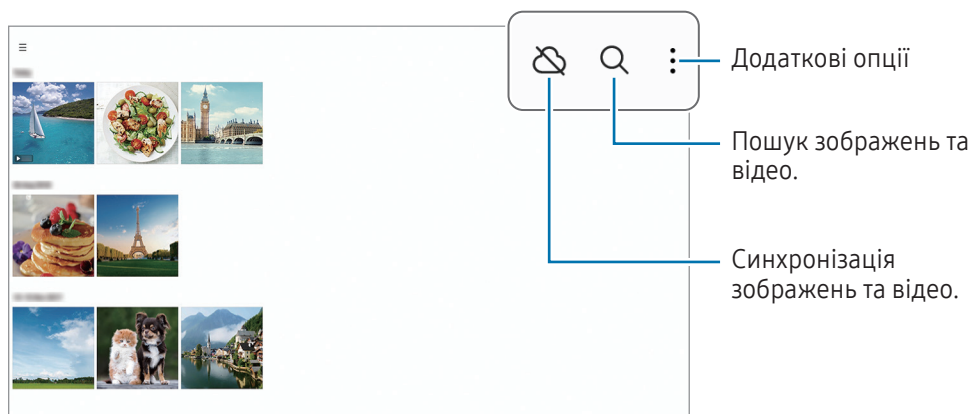 Додаткові опції
Пошук зображень та
відео.
Синхронізація
зображень та відео.